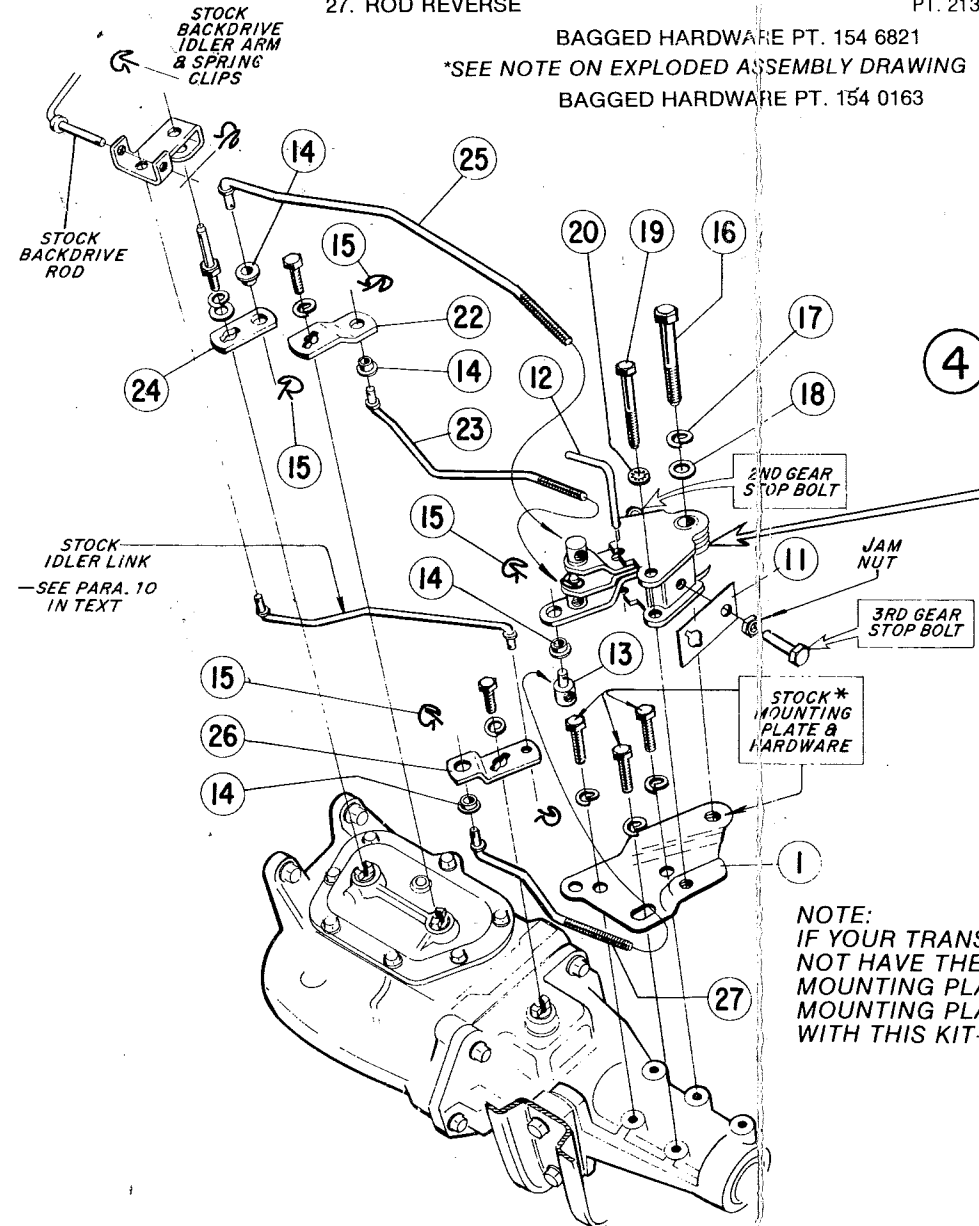 27. ROD REVERSE
PT. 213
BAGGED HARDWARE PT. 154 6821
*SEE NOTE ON EXPLODED ASSEMBLY DRAWING
BAGGED HARDWARE PT. 154 0163
STOCK
BACKDRIVE
IDLER ARM
& SPRING
CLIPS
STOCK
BACKDRIVE
ROD
14
25
15
20
19
16
22
17
24
14
12
18
4
15
23
2ND GEAR
STOP BOLT
15
STOCK
IDLER LINK
—SEE PARA. 10
IN TEXT
14
11
JAM
NUT
3RD GEAR
STOP BOLT
13
15
STOCK *
MOUNTING
PLATE &
HARDWARE
26
14
1
27
NOTE:
IF YOUR TRANS
NOT HAVE THE
MOUNTING PLA
MOUNTING PLA
WITH THIS KIT-